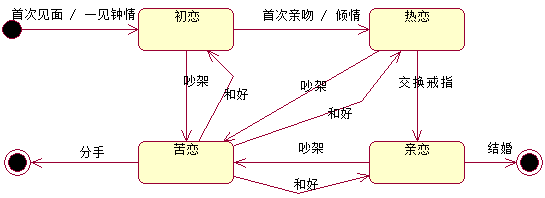 首次见面 / 一见钟情
初恋
首次亲吻 / 倾情
热恋
吵架
和好
吵架
和好
交换戒指
分手
苦恋
吵架
和好
亲恋
结婚